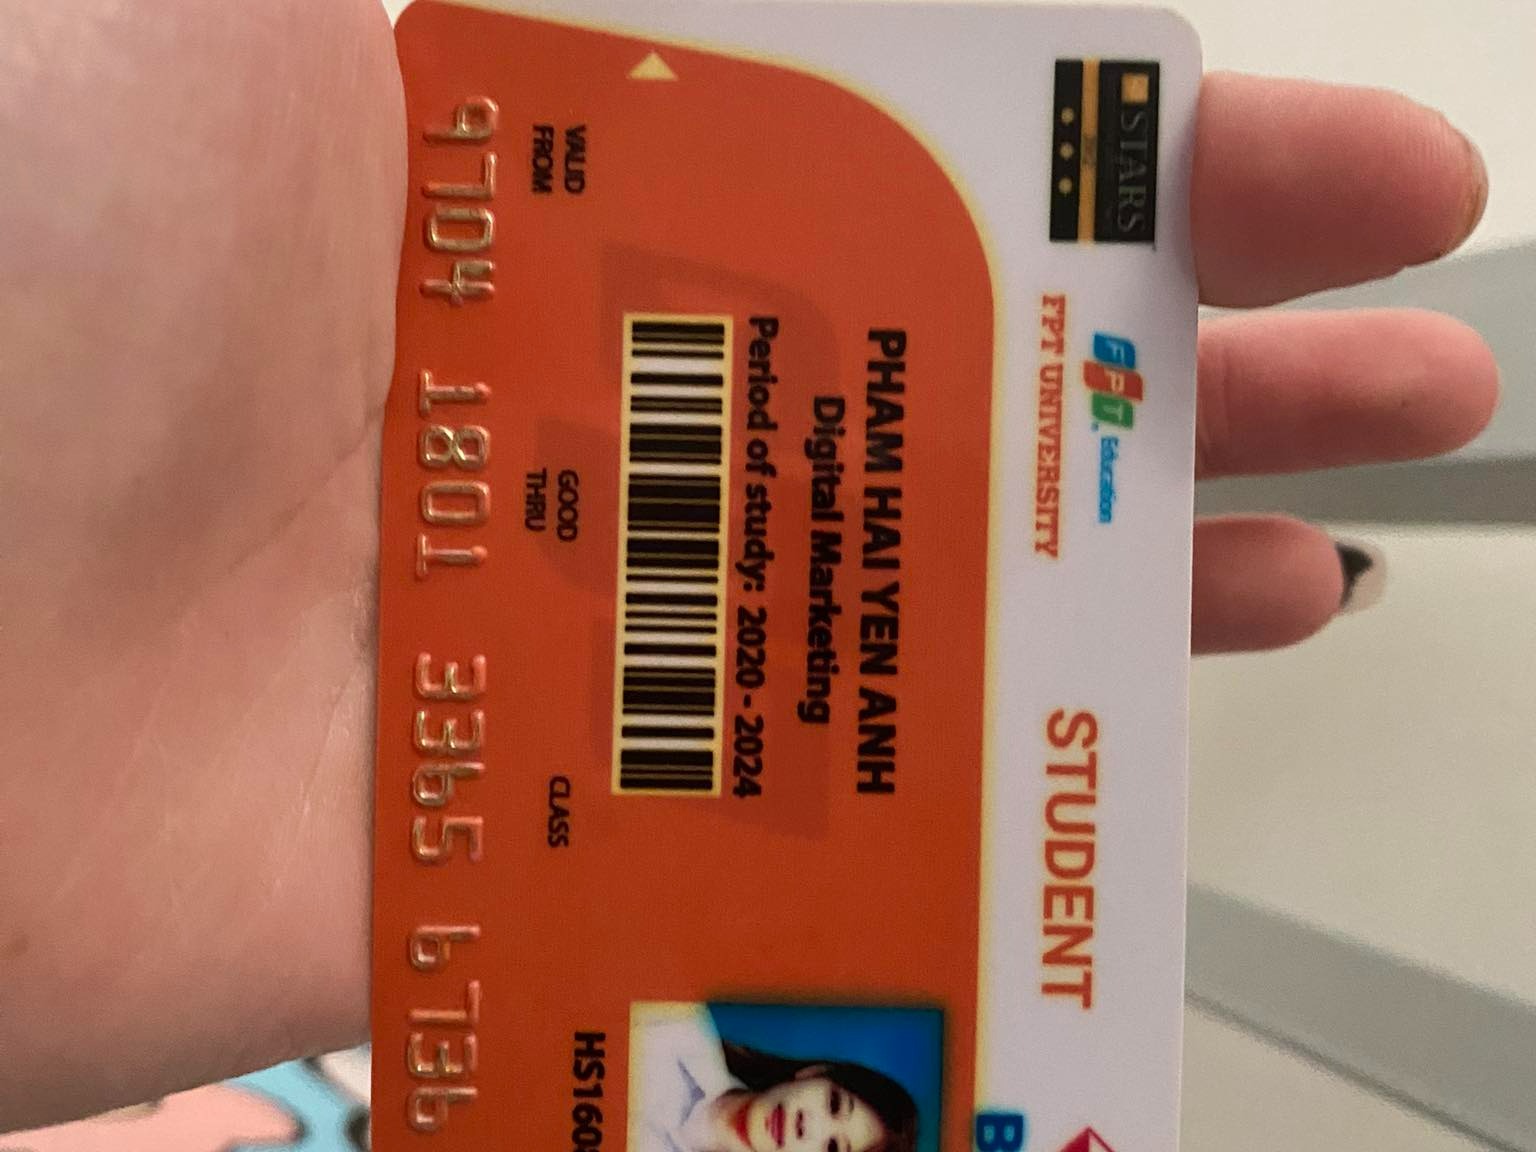 STARS
FPT Education
FPT UNIVERSITY
STUDENT
B
PHAM HAI YEN ANH
Digital Marketing
Period of study: 2020 - 2024
HS160
VALID
FROM
GOOD
THRU
CLASS
9704 1801 3365 6736